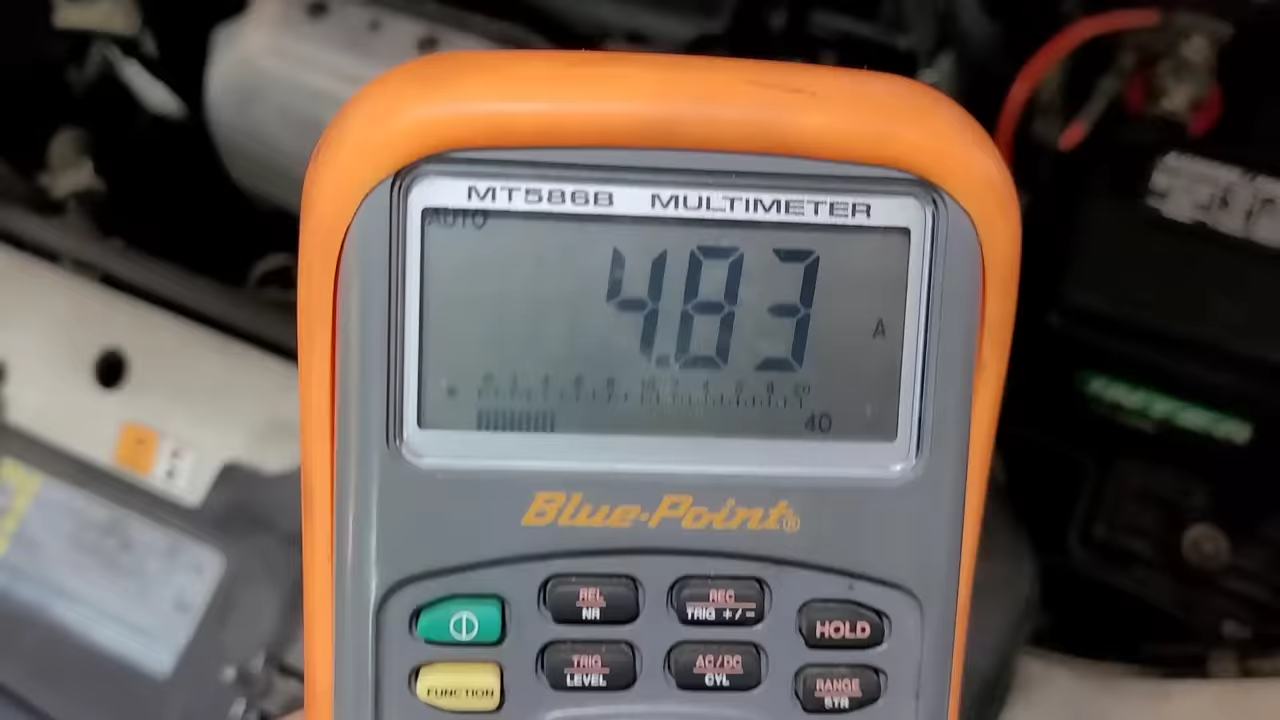 MT586B MULTIMETER
AUTO
4.83
A
40
Blue-Point®
REL
NR
REC
TRIG +/-
HOLD
TRIG
LEVEL
AC/DC
CYL
FUNCTION
RANGE
STR